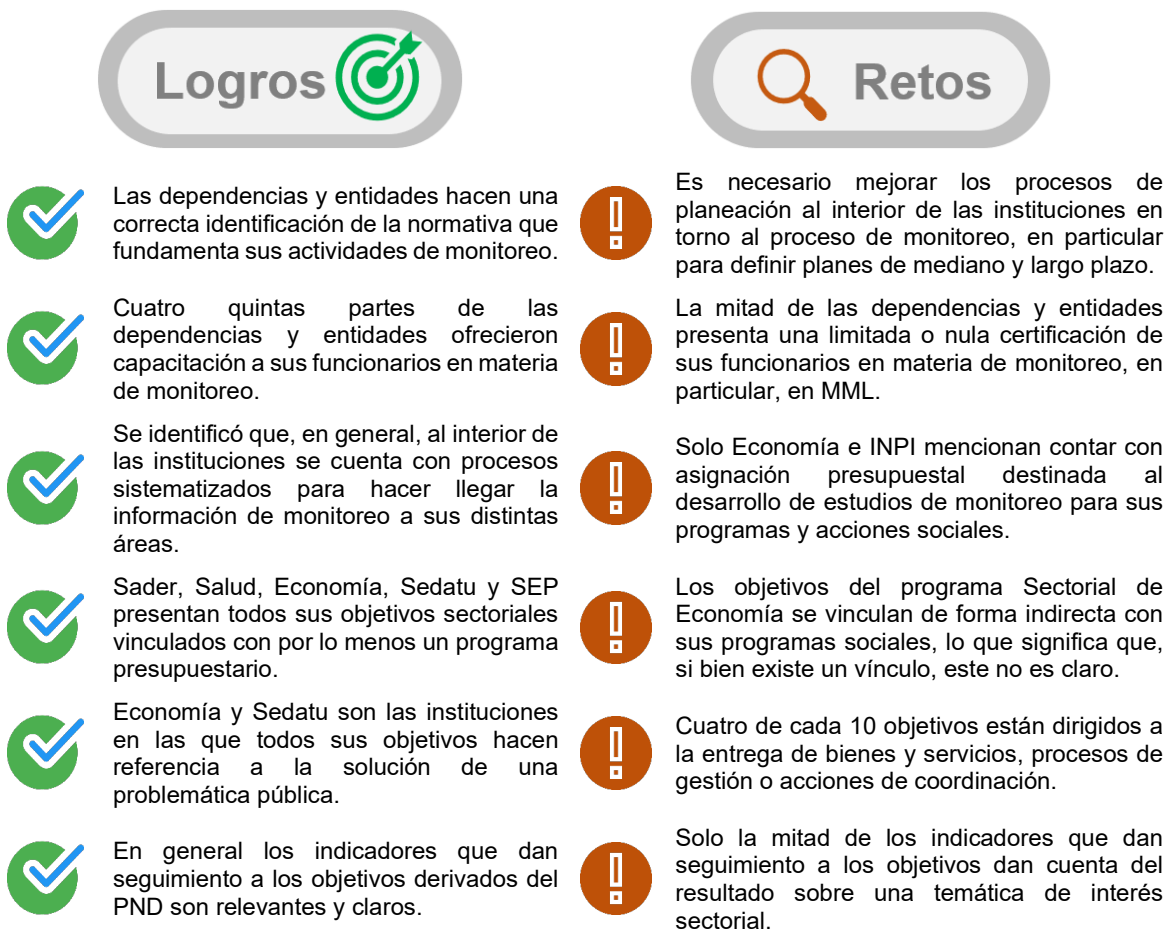 Logros
Las dependencias y entidades hacen una
correcta identificación de la normativa que
fundamenta sus actividades de monitoreo.
Cuatro quintas partes de las
dependencias y entidades ofrecieron
capacitación a sus funcionarios en materia
de monitoreo.
Se identificó que, en general, al interior de
las instituciones se cuenta con procesos
sistematizados para hacer llegar la
información de monitoreo a sus distintas
áreas.
Sader, Salud, Economía, Sedatu y SEP
presentan todos sus objetivos sectoriales
vinculados con por lo menos un programa
presupuestario.
Economía y Sedatu son las instituciones
en las que todos sus objetivos hacen
referencia a la solución de una
problemática pública.
En general los indicadores que dan
seguimiento a los objetivos derivados del
PND son relevantes y claros.
Retos
Es necesario mejorar los procesos de
planeación al interior de las instituciones en
torno al proceso de monitoreo, en particular
para definir planes de mediano y largo plazo.
La mitad de las dependencias y entidades
presenta una limitada o nula certificación de
sus funcionarios en materia de monitoreo, en
particular, en MML.
Solo Economía e INPI mencionan contar con
asignación presupuestal destinada al
desarrollo de estudios de monitoreo para sus
programas y acciones sociales.
Los objetivos del programa Sectorial de
Economía se vinculan de forma indirecta con
sus programas sociales, lo que significa que,
si bien existe un vínculo, este no es claro.
Cuatro de cada 10 objetivos están dirigidos a
la entrega de bienes y servicios, procesos de
gestión o acciones de coordinación.
Solo la mitad de los indicadores que dan
seguimiento a los objetivos dan cuenta del
resultado sobre una temática de interés
sectorial.